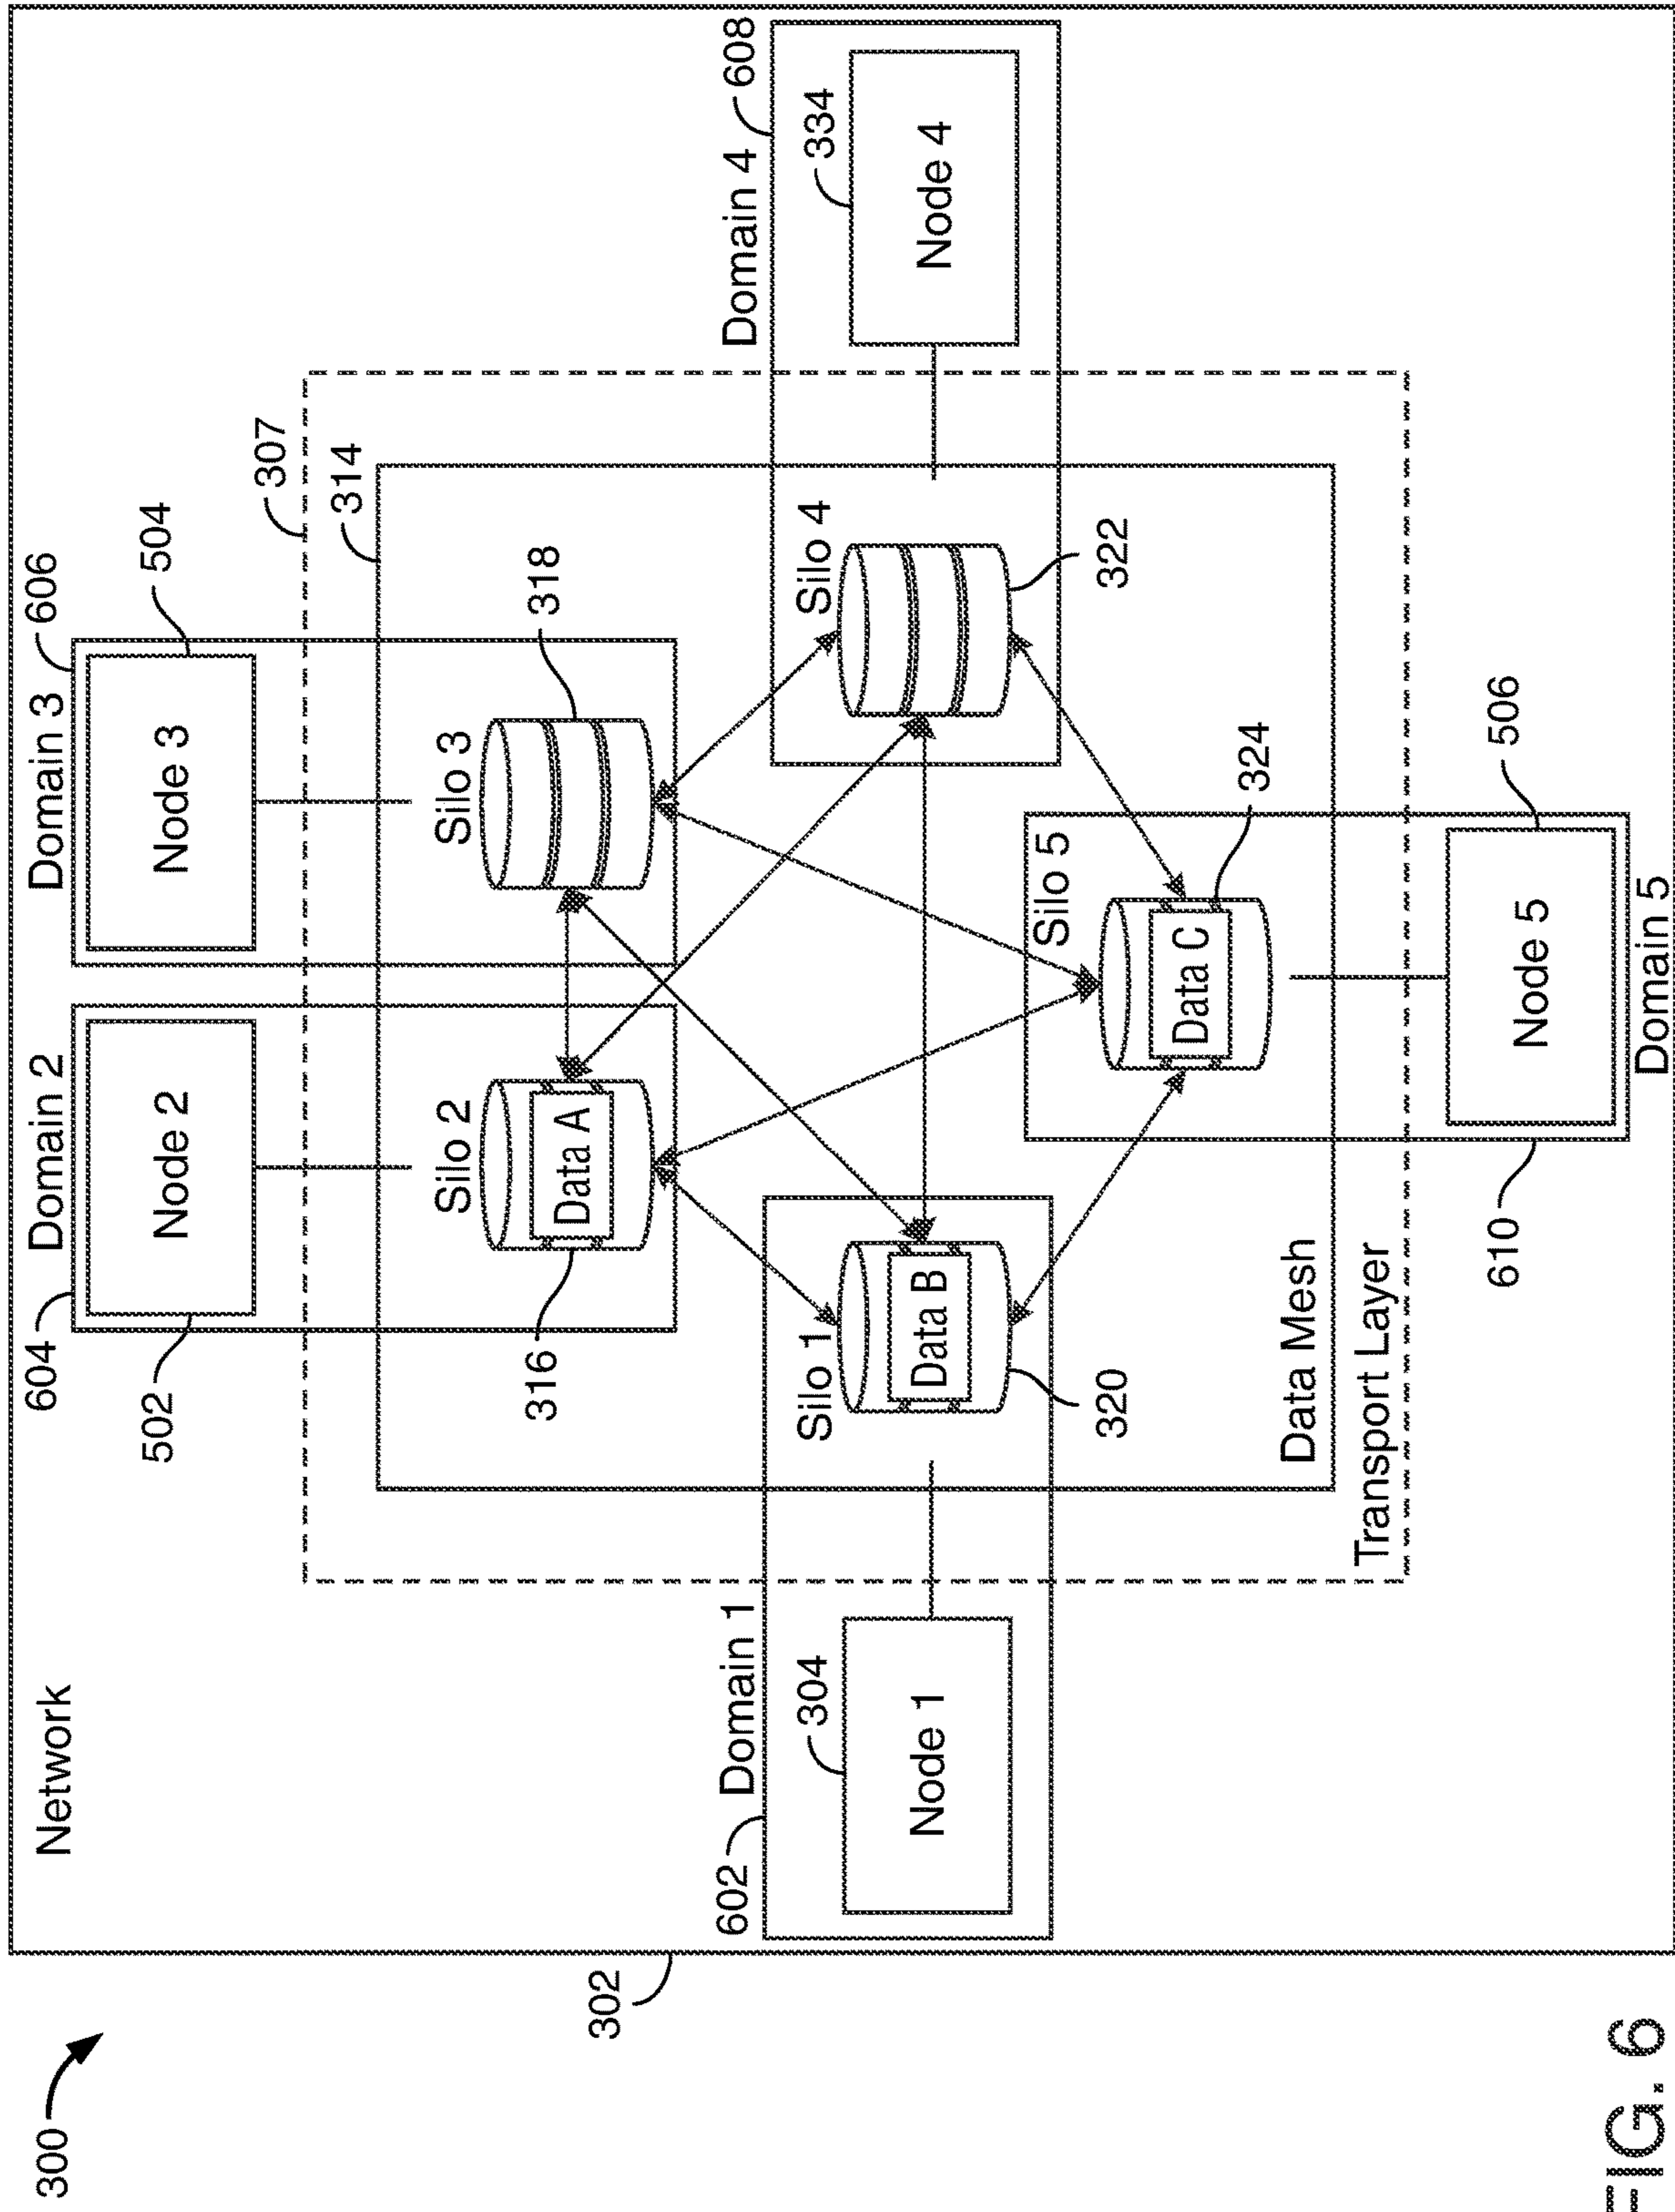 300
Network
302
604
Domain 2
502
Node 2
Domain 3
606
504
Node 3
307
314
Silo 2
316
Data A
Silo 3
318
602
Domain 1
304
Node 1
Silo 1
Data B
320
Silo 4
322
Domain 4
608
334
Node 4
Silo 5
Data C
324
Data Mesh
Transport Layer
610
Node 5
506
Domain 5
FIG. 6